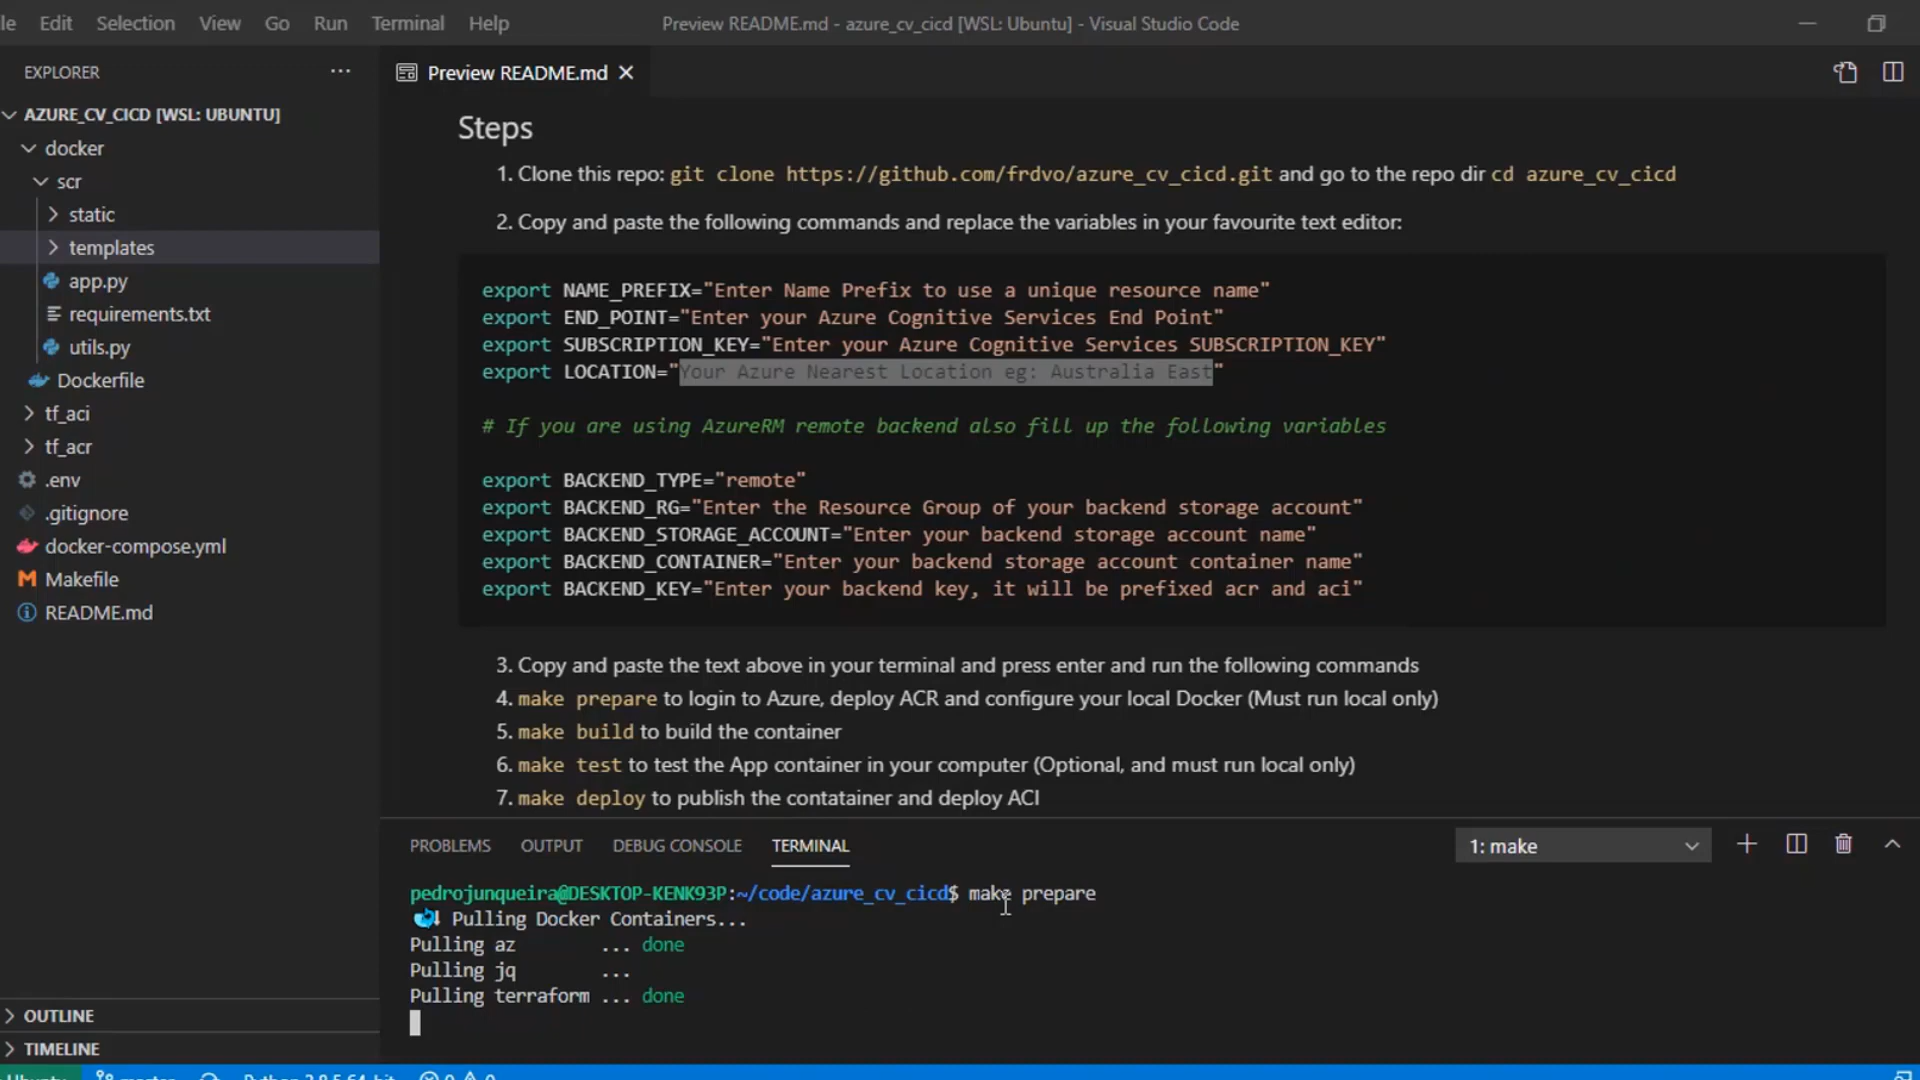 Edit Selection View Go Run Terminal Help
Preview README.md - azure_cv_cicd [WSL: Ubuntu] - Visual Studio Code
EXPLORER
Preview README.md
AZURE_CV_CICD [WSL: UBUNTU]
docker
scr
static
templates
app.py
requirements.txt
utils.py
Dockerfile
tf_aci
tf_acr
.env
.gitignore
docker-compose.yml
Makefile
README.md
OUTLINE
TIMELINE
Steps
1. Clone this repo: git clone https://github.com/frdvo/azure_cv_cicd.git and go to the repo dir cd azure_cv_cicd
2. Copy and paste the following commands and replace the variables in your favourite text editor:
export NAME_PREFIX="Enter Name Prefix to use a unique resource name"
export END_POINT="Enter your Azure Cognitive Services End Point"
export SUBSCRIPTION_KEY="Enter your Azure Cognitive Services SUBSCRIPTION_KEY"
export LOCATION="Your Azure Nearest Location eg: Australia East"
# If you are using AzureRM remote backend also fill up the following variables
export BACKEND_TYPE="remote"
export BACKEND_RG="Enter the Resource Group of your backend storage account"
export BACKEND_STORAGE_ACCOUNT="Enter your backend storage account name"
export BACKEND_CONTAINER="Enter your backend storage account container name"
export BACKEND_KEY="Enter your backend key, it will be prefixed acr and aci"
3. Copy and paste the text above in your terminal and press enter and run the following commands
4. make prepare to login to Azure, deploy ACR and configure your local Docker (Must run local only)
5. make build to build the container
6. make test to test the App container in your computer (Optional, and must run local only)
7. make deploy to publish the contatainer and deploy ACI
PROBLEMS OUTPUT DEBUG CONSOLE TERMINAL
1: make
pedrojunqueira@DESKTOP-KENK93P:~/code/azure_cv_cicd$ make prepare
Pulling Docker Containers...
Pulling az ... done
Pulling jq ...
Pulling terraform ... done